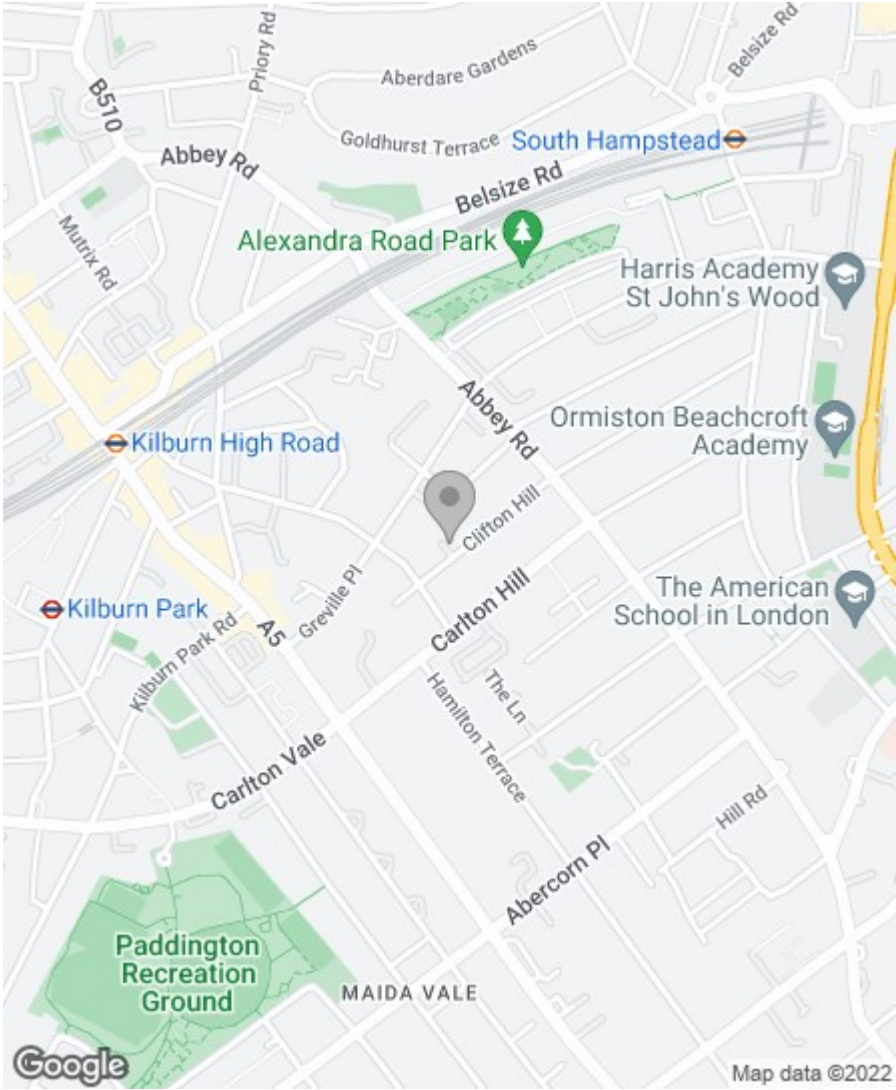 Belsize Rd
Priory Rd
Aberdare Gardens
B510
Goldhurst Terrace
South Hampstead
Abbey Rd
Belsize Rd
Mutrix Rd
Alexandra Road Park
Harris Academy
St John's Wood
Abbey Rd
Ormiston Beachcroft
Academy
Kilburn High Road
Clifton Hill
Greville Pl
The American
School in London
Kilburn Park
Carlton Hill
A5
Kilburn Park Rd
The Ln
Hamilton Terrace
Carlton Vale
Hill Rd
Abercorn Pl
Paddington
Recreation
Ground
MAIDA VALE
Google
Map data ©2022